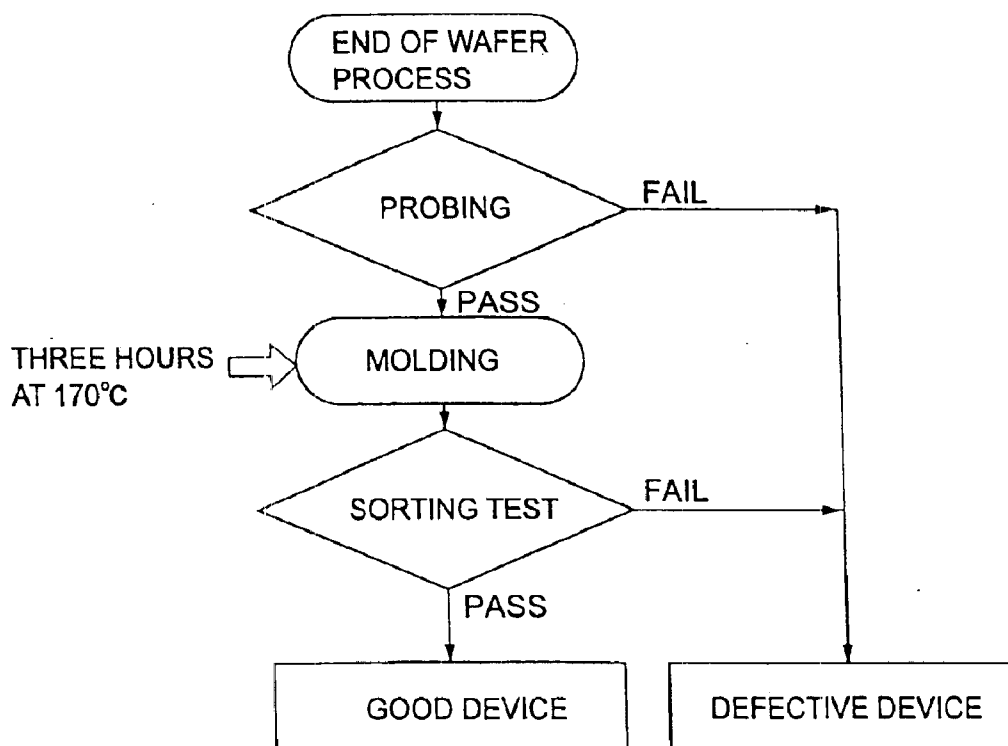 END OF WAFER
PROCESS
PROBING
FAIL
PASS
THREE HOURS
AT 170°C
MOLDING
SORTING TEST
FAIL
PASS
GOOD DEVICE
DEFECTIVE DEVICE